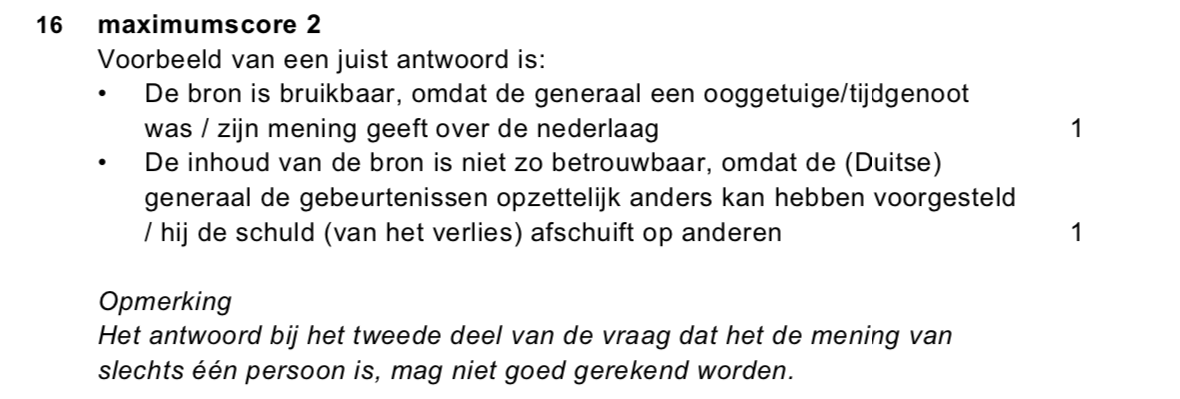 16 maximumscore 2
Voorbeeld van een juist antwoord is:
• De bron is bruikbaar, omdat de generaal een ooggetuige/tijdgenoot
was / zijn mening geeft over de nederlaag 1
• De inhoud van de bron is niet zo betrouwbaar, omdat de (Duitse)
generaal de gebeurtenissen opzettelijk anders kan hebben voorgesteld
/ hij de schuld (van het verlies) afschuift op anderen 1
Opmerking
Het antwoord bij het tweede deel van de vraag dat het de mening van
slechts één persoon is, mag niet goed gerekend worden.